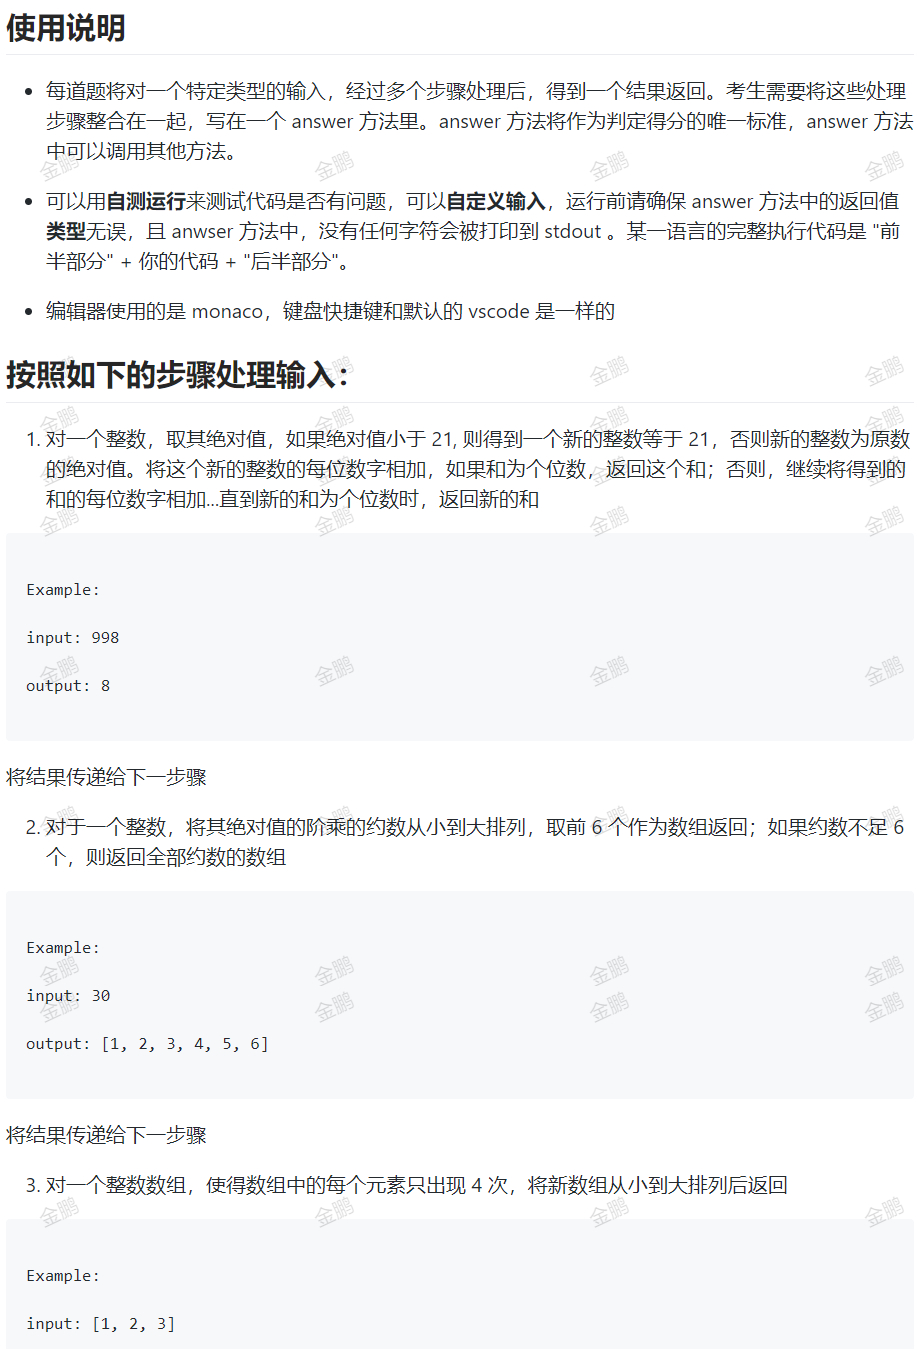 使用说明
• 每道题将对一个特定类型的输入，经过多个步骤处理后，得到一个结果返回。考生需要将这些处理
步骤整合在一起，写在一个 answer 方法里。answer 方法将作为判定得分的唯一标准，answer 方法
中可以调用其他方法。
• 可以用自测运行来测试代码是否有问题，可以自定义输入，运行前请确保 answer 方法中的返回值
类型无误，且 anwser 方法中，没有任何字符会被打印到 stdout 。某一语言的完整执行代码是 "前
半部分" + 你的代码 + "后半部分"。
• 编辑器使用的是 monaco，键盘快捷键和默认的 vscode 是一样的
按照如下的步骤处理输入：
1. 对一个整数，取其绝对值，如果绝对值小于 21, 则得到一个新的整数等于 21，否则新的整数为原数
的绝对值。将这个新的整数的每位数字相加，如果和为个位数，返回这个和；否则，继续将得到的
和的每位数字相加...直到新的和为个位数时，返回新的和
Example:
input: 998
output: 8
将结果传递给下一步骤
2. 对于一个整数，将其绝对值的阶乘的约数从小到大排列，取前 6 个作为数组返回；如果约数不足 6
个，则返回全部约数的数组
Example:
input: 30
output: [1, 2, 3, 4, 5, 6]
将结果传递给下一步骤
3. 对一个整数数组，使得数组中的每个元素只出现 4 次，将新数组从小到大排列后返回
Example:
input: [1, 2, 3]
金鹏